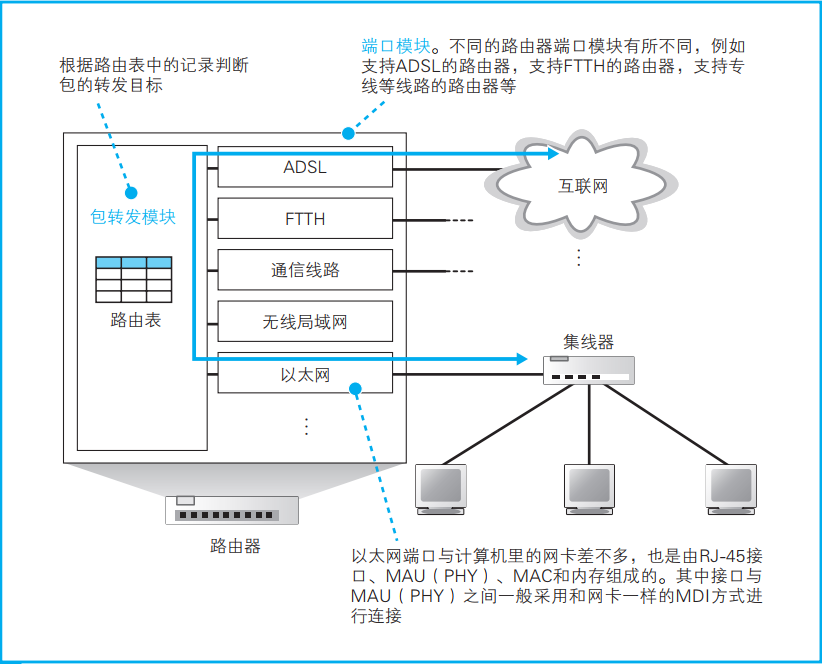 根据路由表中的记录判断
包的转发目标
端口模块。不同的路由器端口模块有所不同，例如
支持ADSL的路由器，支持FTTH的路由器，支持专
线等线路的路由器等
包转发模块
路由表
ADSL
FTTH
通信线路
无线局域网
以太网
互联网
集线器
路由器
以太网端口与计算机里的网卡差不多，也是由RJ-45接
口、MAU（PHY）、MAC和内存组成的。其中接口与
MAU（PHY）之间一般采用和网卡一样的MDI方式进
行连接